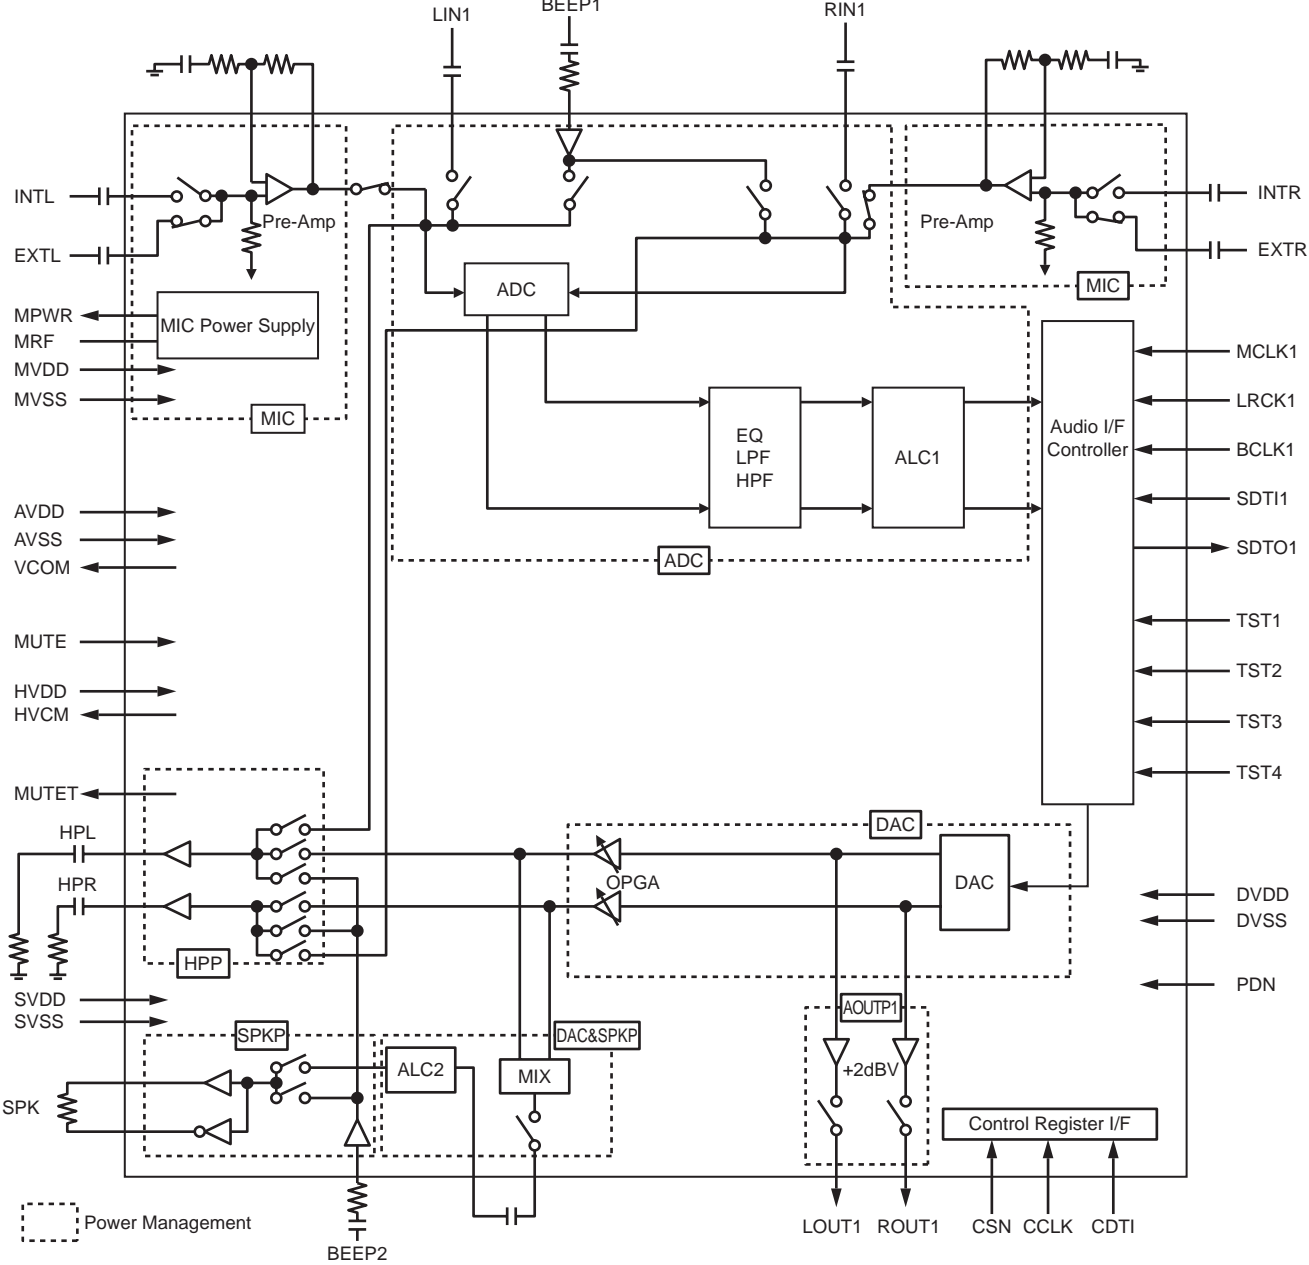 LIN1
BEEP1
RIN1
INTL
EXTL
Pre-Amp
Pre-Amp
INTR
EXTR
MIC
ADC
MPWR
MRF
MVDD
MVSS
MIC Power Supply
MIC
MCLK1
LRCK1
BCLK1
SDTI1
SDTO1
Audio I/F
Controller
EQ
LPF
HPF
ALC1
ADC
AVDD
AVSS
VCOM
MUTE
HVDD
HVCM
TST1
TST2
TST3
TST4
MUTET
HPL
HPR
HPP
DAC
OPGA
DAC
DVDD
DVSS
PDN
SVDD
SVSS
SPKP
DAC&SPKP
AOUTP1
ALC2
MIX
+2dBV
SPK
Control Register I/F
Power Management
BEEP2
LOUT1
ROUT1
CSN
CCLK
CDTI